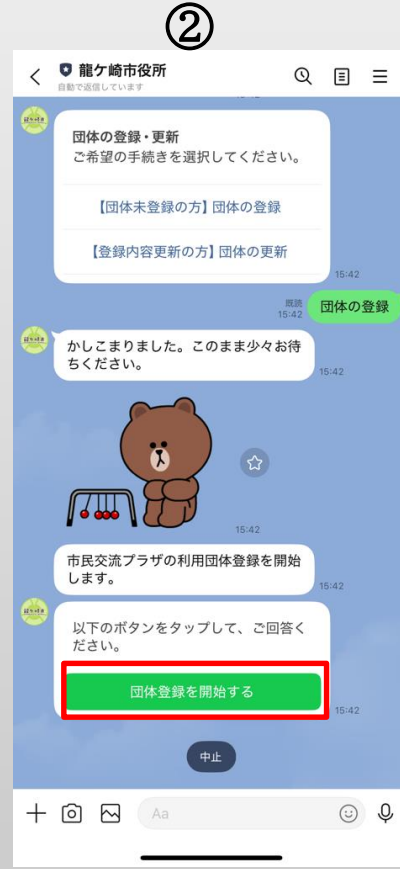 ②
龍ケ崎市役所
自動で返信しています
団体の登録・更新
ご希望の手続きを選択してください。
【団体未登録の方】団体の登録
【登録内容更新の方】団体の更新
15:42
既読
15:42
団体の登録
かしこまりました。このまま少々お待
ちください。
15:42
15:42
市民交流プラザの利用団体登録を開始
します。
15:42
以下のボタンをタップして、ご回答く
ださい。
団体登録を開始する
15:42
中止
Aa